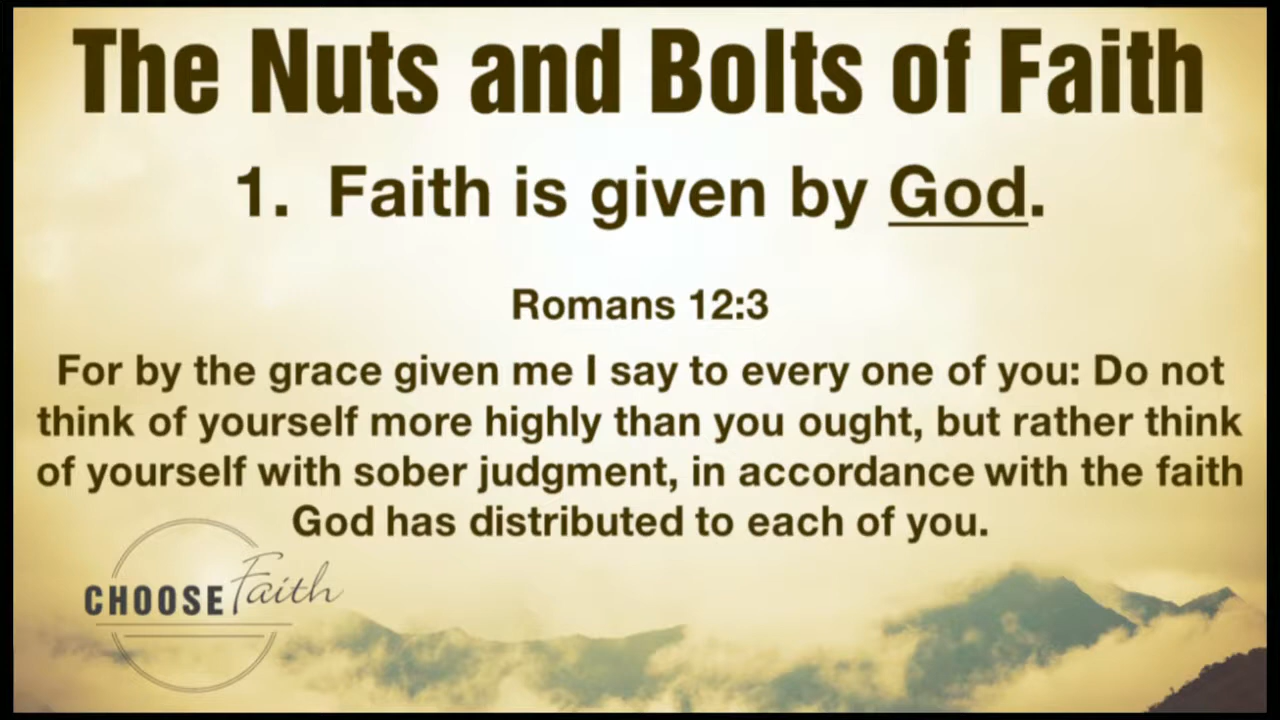 The Nuts and Bolts of Faith
1. Faith is given by God.
Romans 12:3
For by the grace given me I say to every one of you: Do not
think of yourself more highly than you ought, but rather think
of yourself with sober judgment, in accordance with the faith
God has distributed to each of you.
CHOOSE Faith